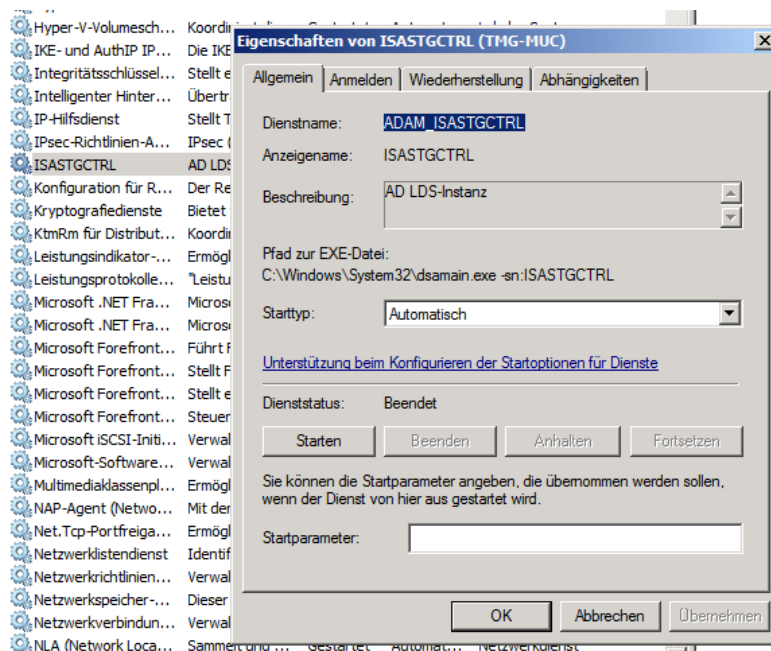 Hyper-V-Volumesch... Koordi
IKE- und AuthIP IP... Die IKE
Integritätsschlüssel... Stellt e
Intelligenter Hinter... Übertr
IP-Hilfsdienst Stellt T
IPsec-Richtlinien-A... IPsec (
ISASTGCTRL AD LDS
Konfiguration für R... Der Re
Kryptografiedienste Bietet
KtmRm für Distribut... Koordi
Leistungsindikator-... Ermögl
Leistungsprotokolle... "Leistu
Microsoft .NET Fra... Micros
Microsoft .NET Fra... Micros
Microsoft Forefront... Führt F
Microsoft Forefront... Stellt F
Microsoft Forefront... Stellt e
Microsoft Forefront... Steuer
Microsoft iSCSI-Initi... Verwal
Microsoft-Software... Verwal
Multimediaklassenpl... Ermögl
NAP-Agent (Netwo... Mit der
Net.Tcp-Portfreiga... Ermögl
Netzwerklistendienst Identif
Netzwerkrichtlinien... Verwal
Netzwerkspeicher-... Dieser
Netzwerkverbindun... Verwal
NLA (Network Loca... Sammelt und ... Gestartet Automat... Netzwerkdienst
Eigenschaften von ISASTGCTRL (TMG-MUC)
Allgemein Anmelden Wiederherstellung Abhängigkeiten
Dienstname: ADAM_ISASTGCTRL
Anzeigename: ISASTGCTRL
Beschreibung: AD LDS-Instanz
Pfad zur EXE-Datei:
C:\Windows\System32\dsamain.exe -sn:ISASTGCTRL
Starttyp: Automatisch
Unterstützung beim Konfigurieren der Startoptionen für Dienste
Dienststatus: Beendet
Starten Beenden Anhalten Fortsetzen
Sie können die Startparameter angeben, die übernommen werden sollen,
wenn der Dienst von hier aus gestartet wird.
Startparameter:
OK Abbrechen Übernehmen